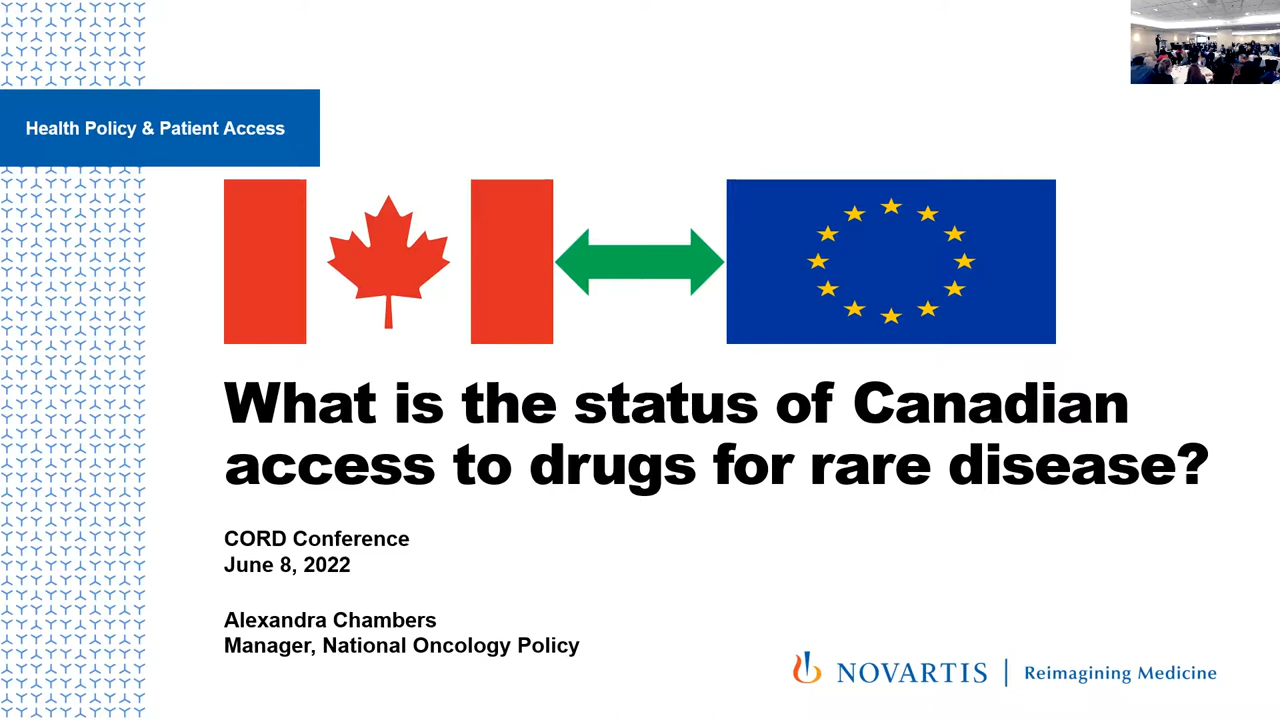 Health Policy & Patient Access
What is the status of Canadian
access to drugs for rare disease?
CORD Conference
June 8, 2022
Alexandra Chambers
Manager, National Oncology Policy
NOVARTIS | Reimagining Medicine